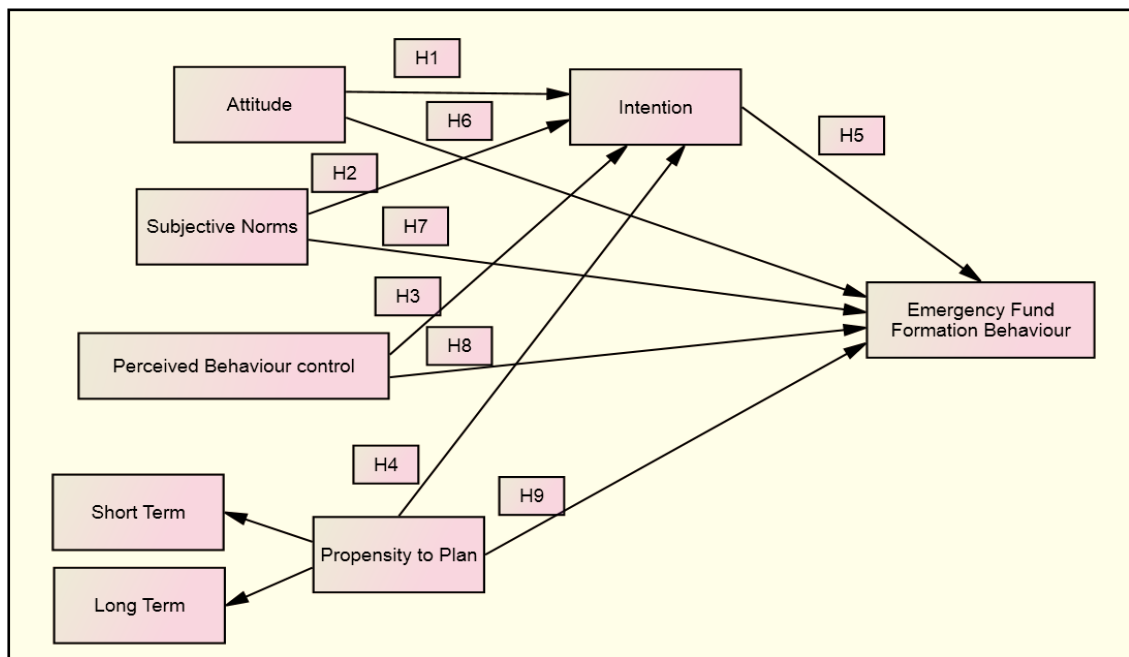 H1
Attitude
Intention
H6
H5
H2
Subjective Norms
H7
H3
Emergency Fund
Formation Behaviour
H8
Perceived Behaviour control
H4
H9
Short Term
Propensity to Plan
Long Term